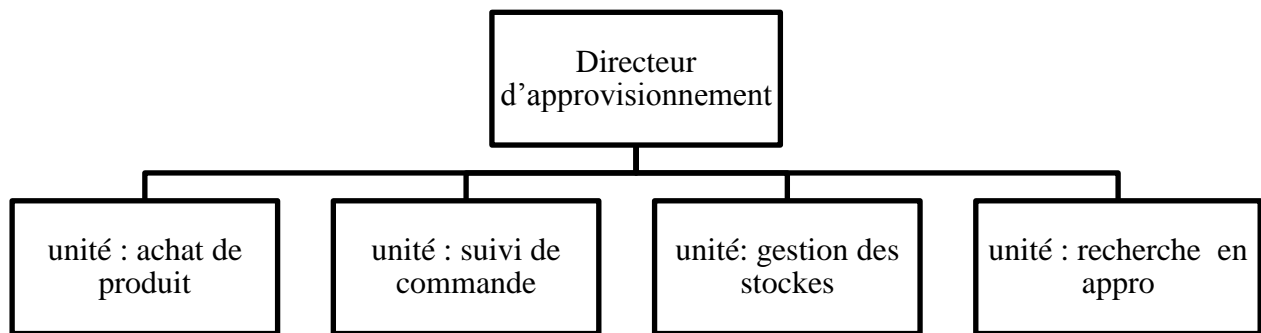 Directeur
d’approvisionnement
unité : achat de
produit
unité : suivi de
commande
unité: gestion des
stockes
unité : recherche en
appro